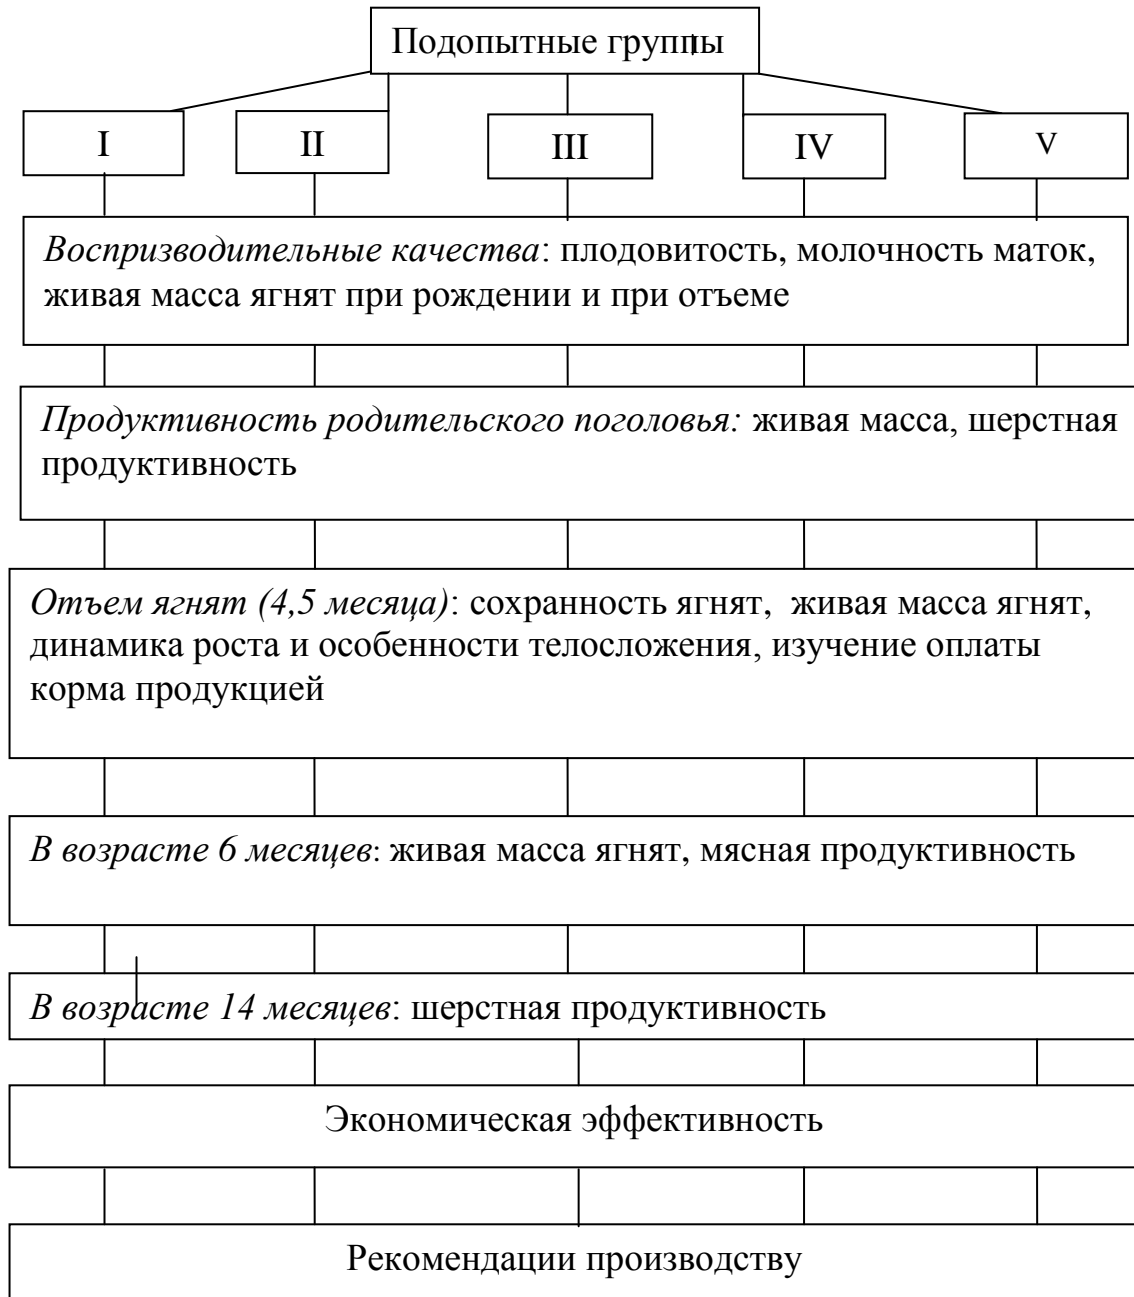 Подопытные группы
I
II
III
IV
V
Воспризводительные качества: плодовитость, молочность маток,
живая масса ягнят при рождении и при отъеме
Продуктивность родительского поголовья: живая масса, шерстная
продуктивность
Отъем ягнят (4,5 месяца): сохранность ягнят, живая масса ягнят,
динамика роста и особенности телосложения, изучение оплаты
корма продукцией
В возрасте 6 месяцев: живая масса ягнят, мясная продуктивность
В возрасте 14 месяцев: шерстная продуктивность
Экономическая эффективность
Рекомендации производству